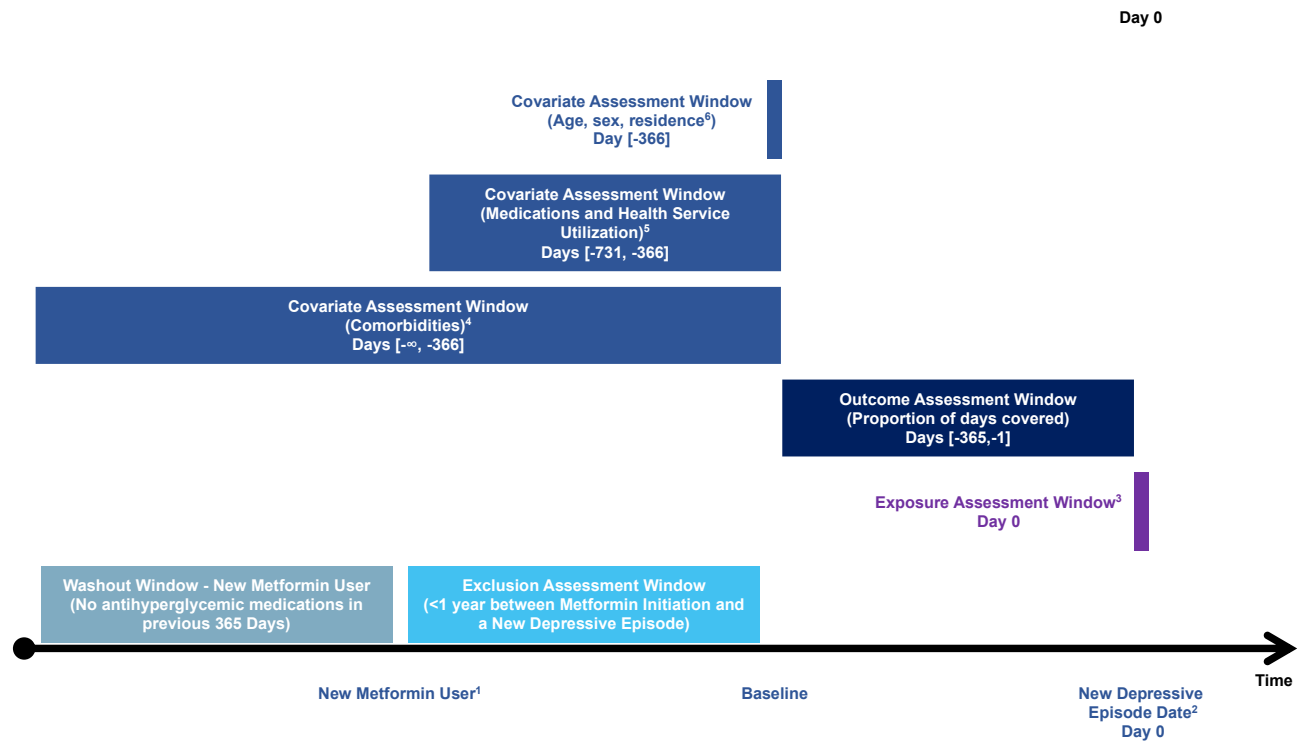 Day 0
Covariate Assessment Window
(Age, sex, residence⁶)
Day [-366]
Covariate Assessment Window
(Medications and Health Service
Utilization)⁵
Days [-731, -366]
Covariate Assessment Window
(Comorbidities)⁴
Days [-∞, -366]
Outcome Assessment Window
(Proportion of days covered)
Days [-365,-1]
Exposure Assessment Window³
Day 0
Washout Window - New Metformin User
(No antihyperglycemic medications in
previous 365 Days)
Exclusion Assessment Window
(<1 year between Metformin Initiation and
a New Depressive Episode)
Time
New Metformin User¹
Baseline
New Depressive
Episode Date²
Day 0